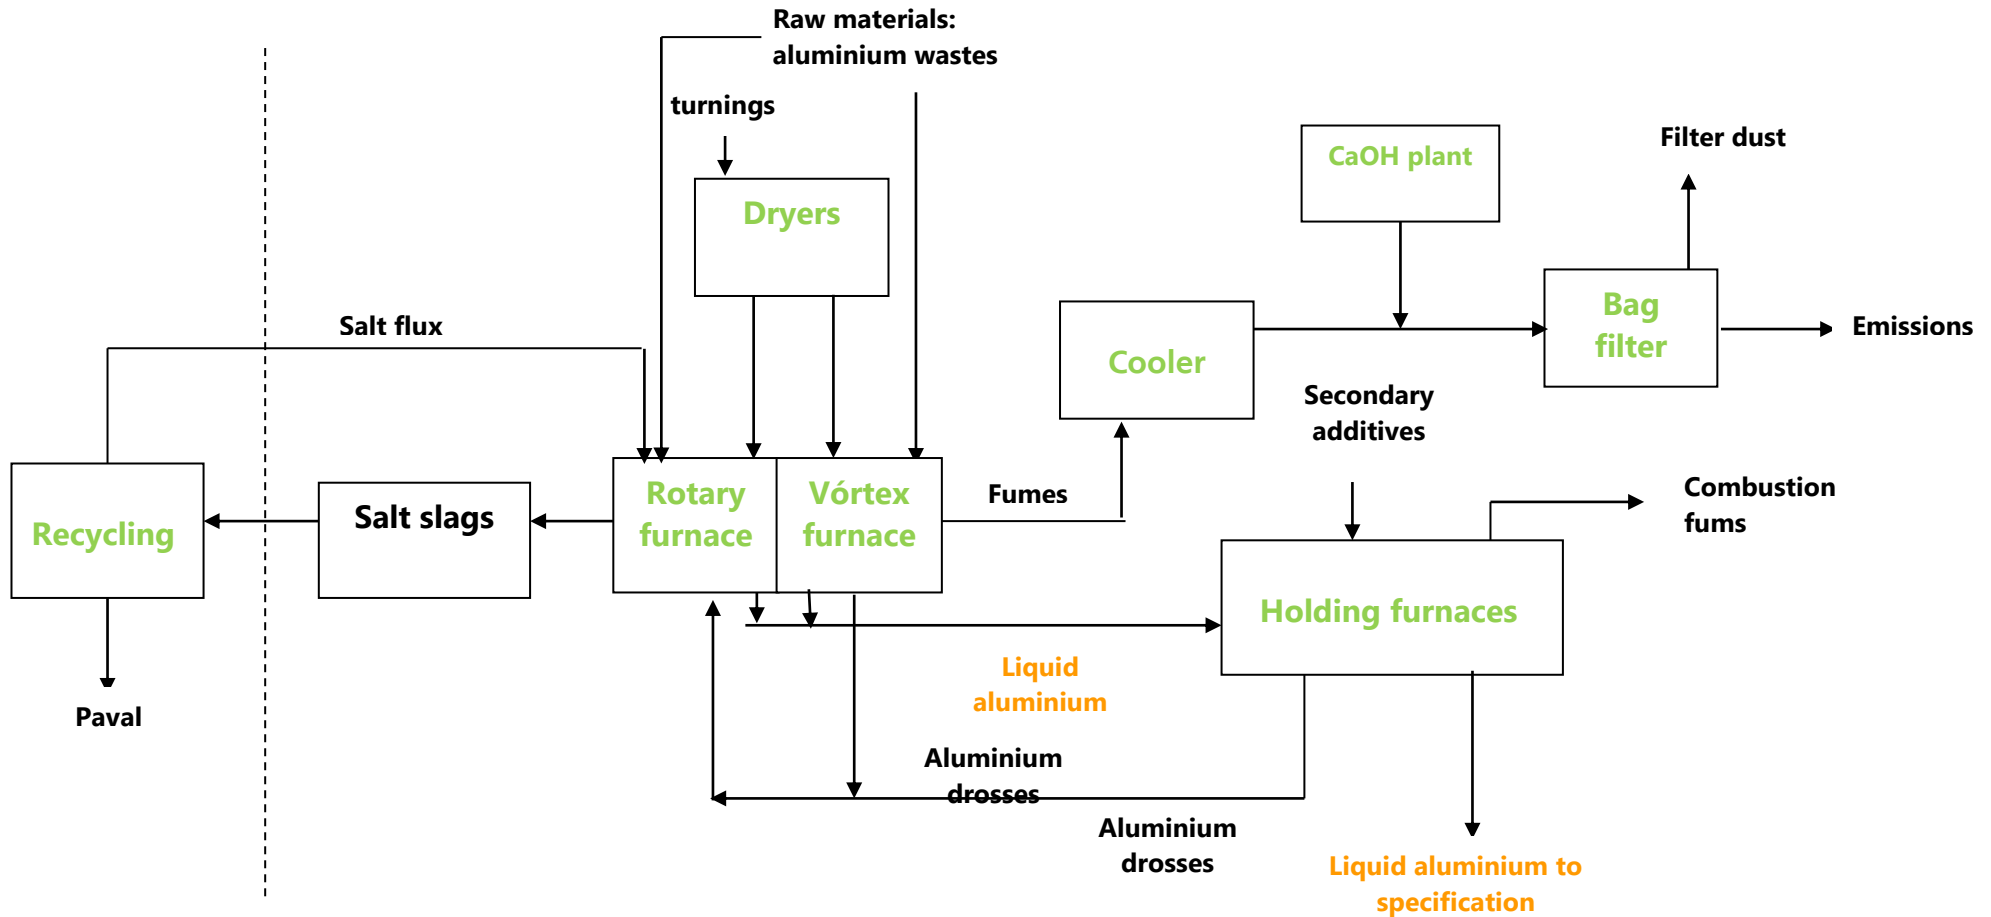 Raw materials:
aluminium wastes
turnings
CaOH plant
Filter dust
Dryers
Bag
filter
Emissions
Salt flux
Cooler
Secondary
additives
Recycling
Salt slags
Rotary
furnace
Vórtex
furnace
Fumes
Combustion
fums
Holding furnaces
Liquid
aluminium
Paval
Aluminium
drosses
Aluminium
drosses
Liquid aluminium to
specification